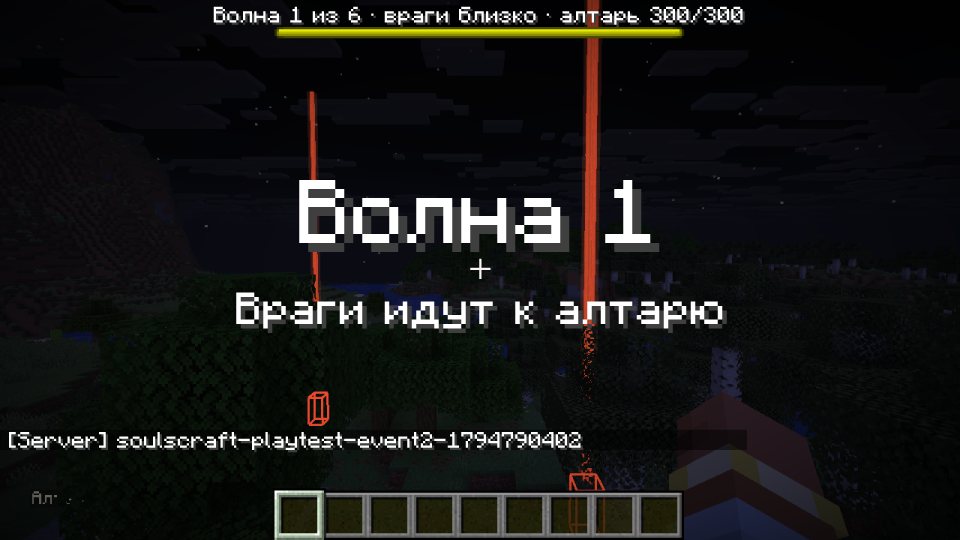 Волна 1 из 6 · враги близко · алтарь 300/300
Волна 1
Враги идут к алтарю
[Server] soulscraft-playtest-event2-1794790402